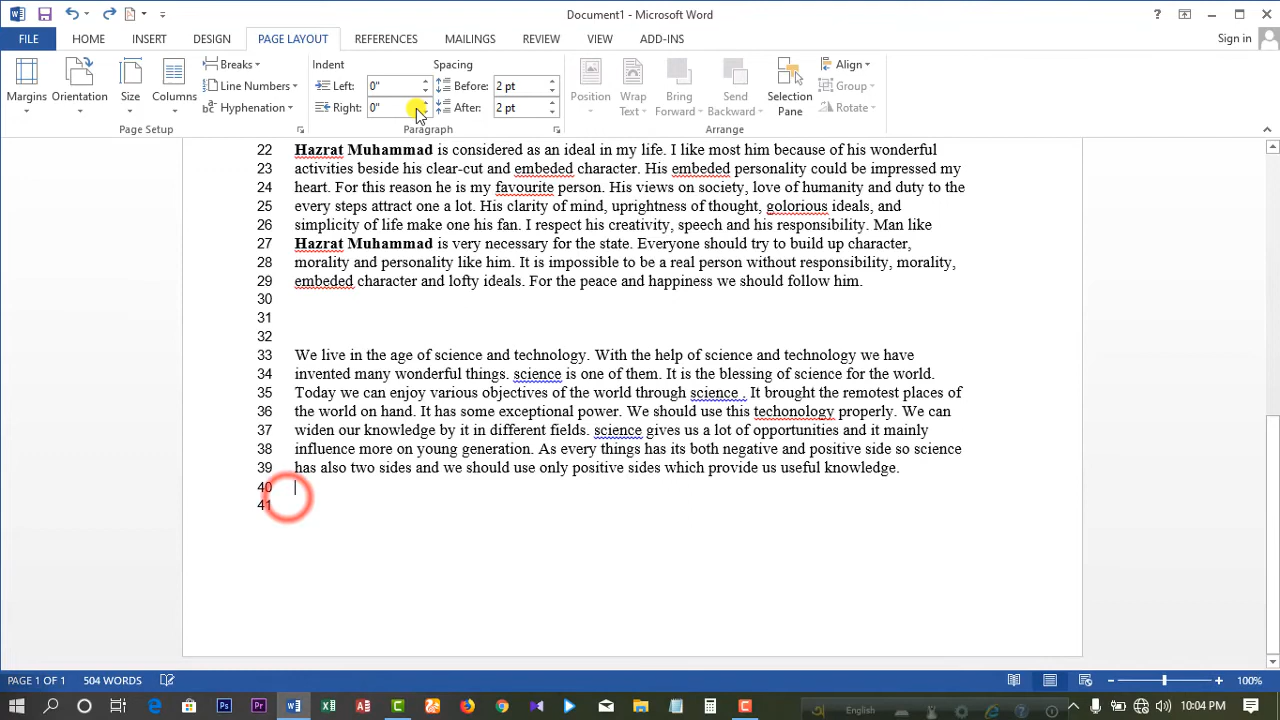 Document1 - Microsoft Word
FILE HOME INSERT DESIGN PAGE LAYOUT REFERENCES MAILINGS REVIEW VIEW ADD-INS Sign in
Margins Orientation Size Columns
Breaks
Line Numbers
Hyphenation
Page Setup
Indent
Left: 0"
Right: 0"
Spacing
Before: 2 pt
After: 2 pt
Paragraph
Position
Wrap Text
Bring Forward
Send Backward
Selection Pane
Align
Group
Rotate
Arrange
22 Hazrat Muhammad is considered as an ideal in my life. I like most him because of his wonderful
23 activities beside his clear-cut and embeded character. His embeded personality could be impressed my
24 heart. For this reason he is my favourite person. His views on society, love of humanity and duty to the
25 every steps attract one a lot. His clarity of mind, uprightness of thought, golorious ideals, and
26 simplicity of life make one his fan. I respect his creativity, speech and his responsibility. Man like
27 Hazrat Muhammad is very necessary for the state. Everyone should try to build up character,
28 morality and personality like him. It is impossible to be a real person without responsibility, morality,
29 embeded character and lofty ideals. For the peace and happiness we should follow him.
30
31
32
33 We live in the age of science and technology. With the help of science and technology we have
34 invented many wonderful things. science is one of them. It is the blessing of science for the world.
35 Today we can enjoy various objectives of the world through science . It brought the remotest places of
36 the world on hand. It has some exceptional power. We should use this techonology properly. We can
37 widen our knowledge by it in different fields. science gives us a lot of opportunities and it mainly
38 influence more on young generation. As every things has its both negative and positive side so science
39 has also two sides and we should use only positive sides which provide us useful knowledge.
40
41
PAGE 1 OF 1 504 WORDS 100%
English 10:04 PM